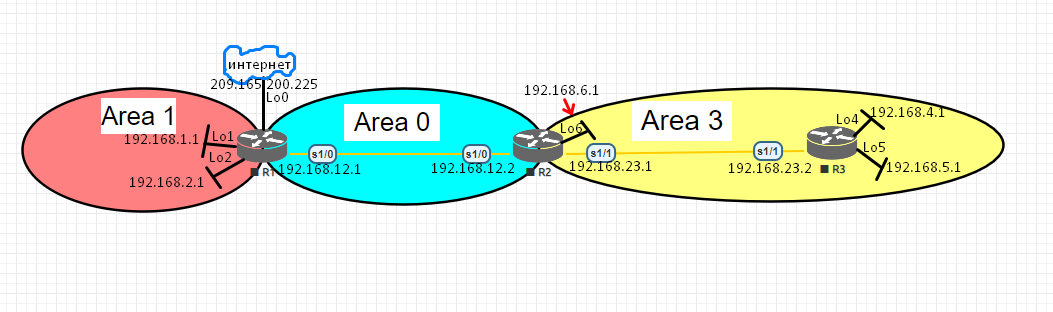 интернет
209.165.200.225
Lo0
Area 1
Area 0
192.168.6.1
Area 3
192.168.1.1
Lo1
Lo2
192.168.2.1
R1
s1/0
192.168.12.1
s1/0
192.168.12.2
R2
Lo6
s1/1
192.168.23.1
s1/1
192.168.23.2
R3
Lo4
192.168.4.1
Lo5
192.168.5.1